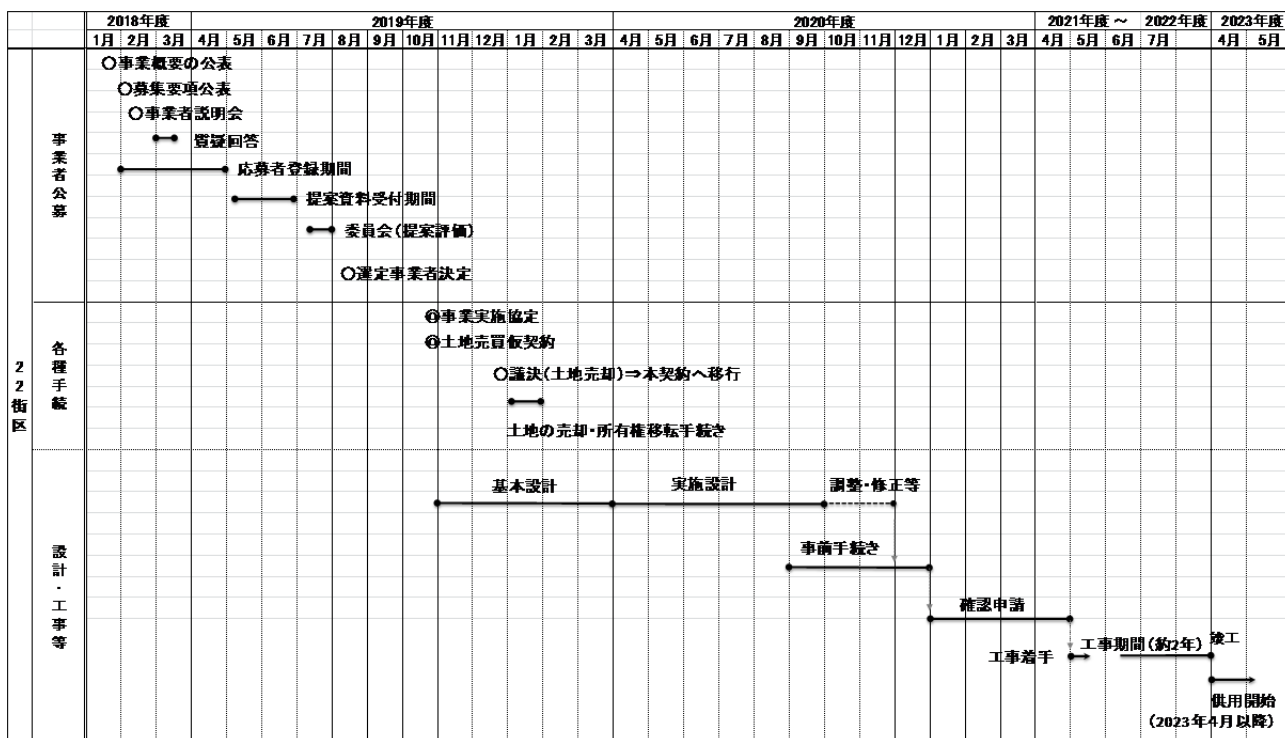 2018年度 2019年度 2020年度 2021年度 ～ 2022年度 2023年度
1月 2月 3月 4月 5月 6月 7月 8月 9月 10月 11月 12月 1月 2月 3月 4月 5月 6月 7月 8月 9月 10月 11月 12月 1月 2月 3月 4月 5月 6月 7月 4月 5月
22街区
事業者公募
〇事業概要の公表
〇募集要項公表
〇事業者説明会
質疑回答
応募者登録期間
提案資料受付期間
委員会(提案評価)
〇選定事業者決定
各種手続
事業実施協定
土地売買仮契約
〇議決(土地売却)⇒本契約へ移行
土地の売却・所有権移転手続き
設計・工事等
基本設計 実施設計 調整・修正等
事前手続き
確認申請
工事着手 工事期間(約2年) 竣工
供用開始
(2023年4月以降)